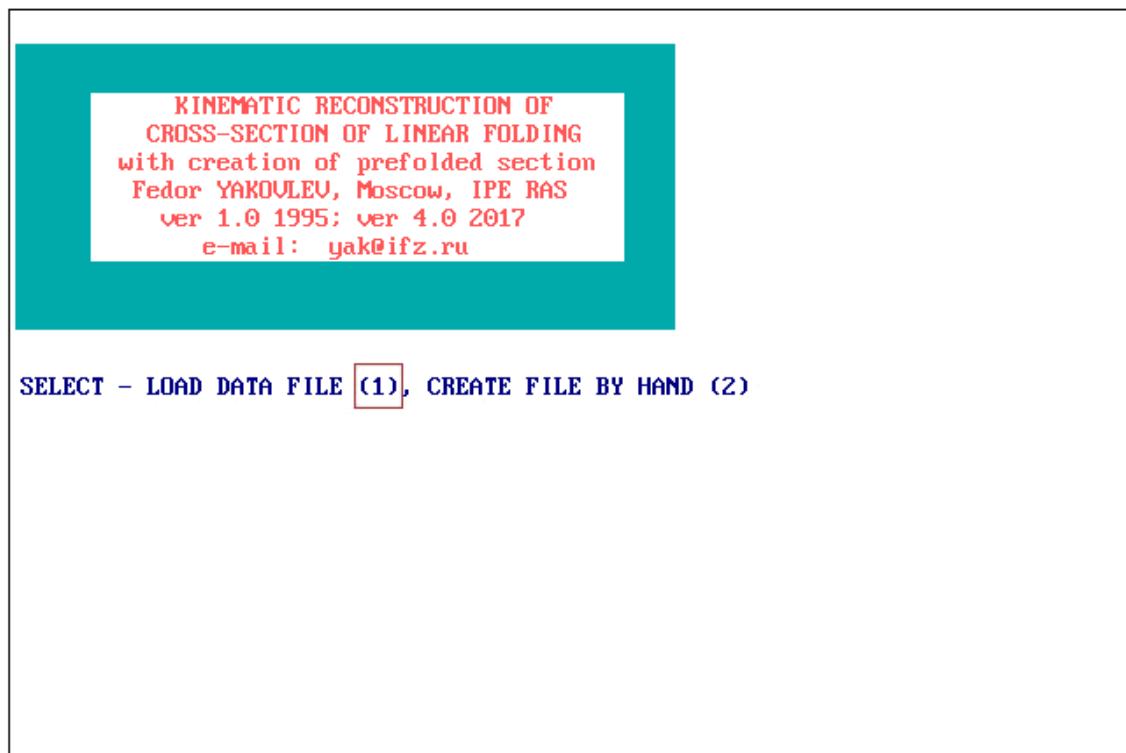 KINEMATIC RECONSTRUCTION OF
CROSS-SECTION OF LINEAR FOLDING
with creation of prefolded section
Fedor YAKOVLEV, Moscow, IPE RAS
ver 1.0 1995; ver 4.0 2017
e-mail: yak@ifz.ru
SELECT - LOAD DATA FILE (1), CREATE FILE BY HAND (2)